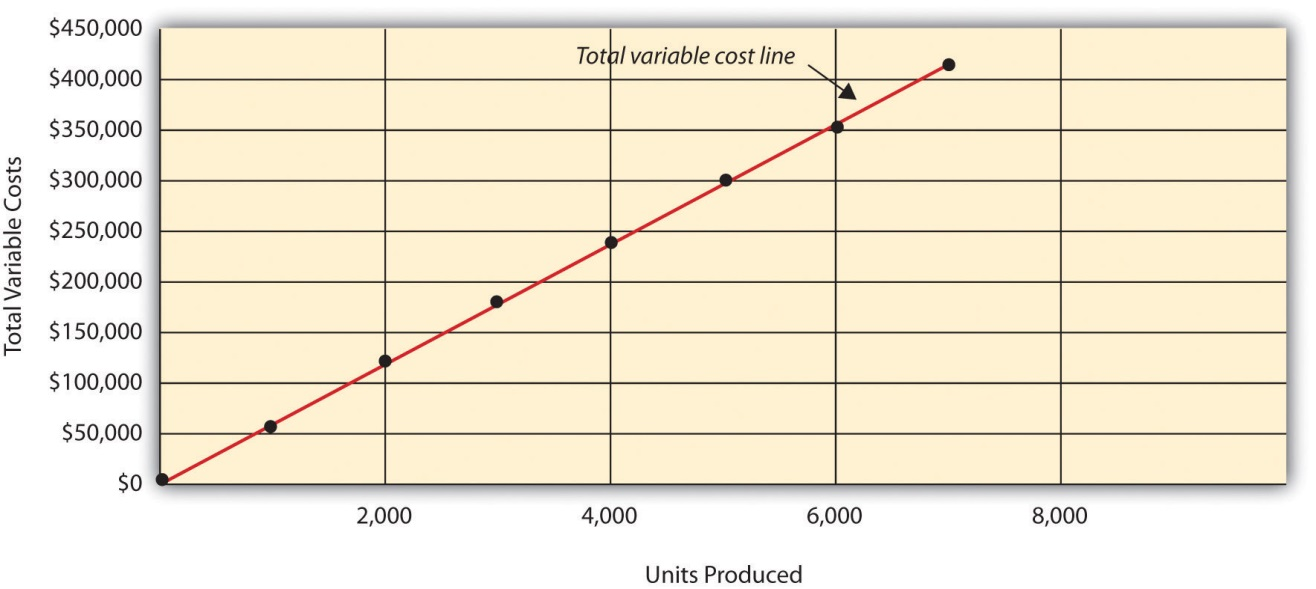 $450,000
Total variable cost line
$400,000
$350,000
$300,000
$250,000
$200,000
$150,000
$100,000
$50,000
$0
Total Variable Costs
2,000 4,000 6,000 8,000
Units Produced